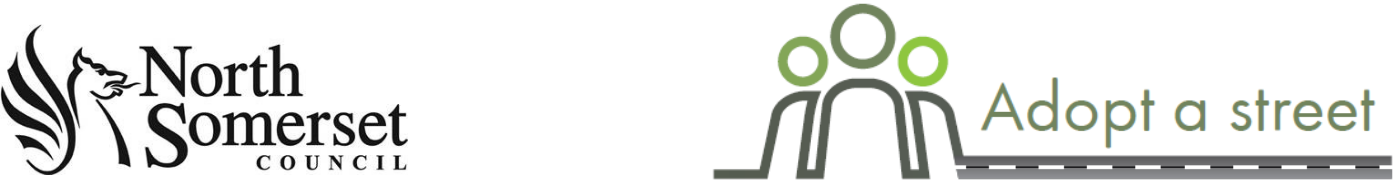 North
Somerset
COUNCIL
Adopt a street